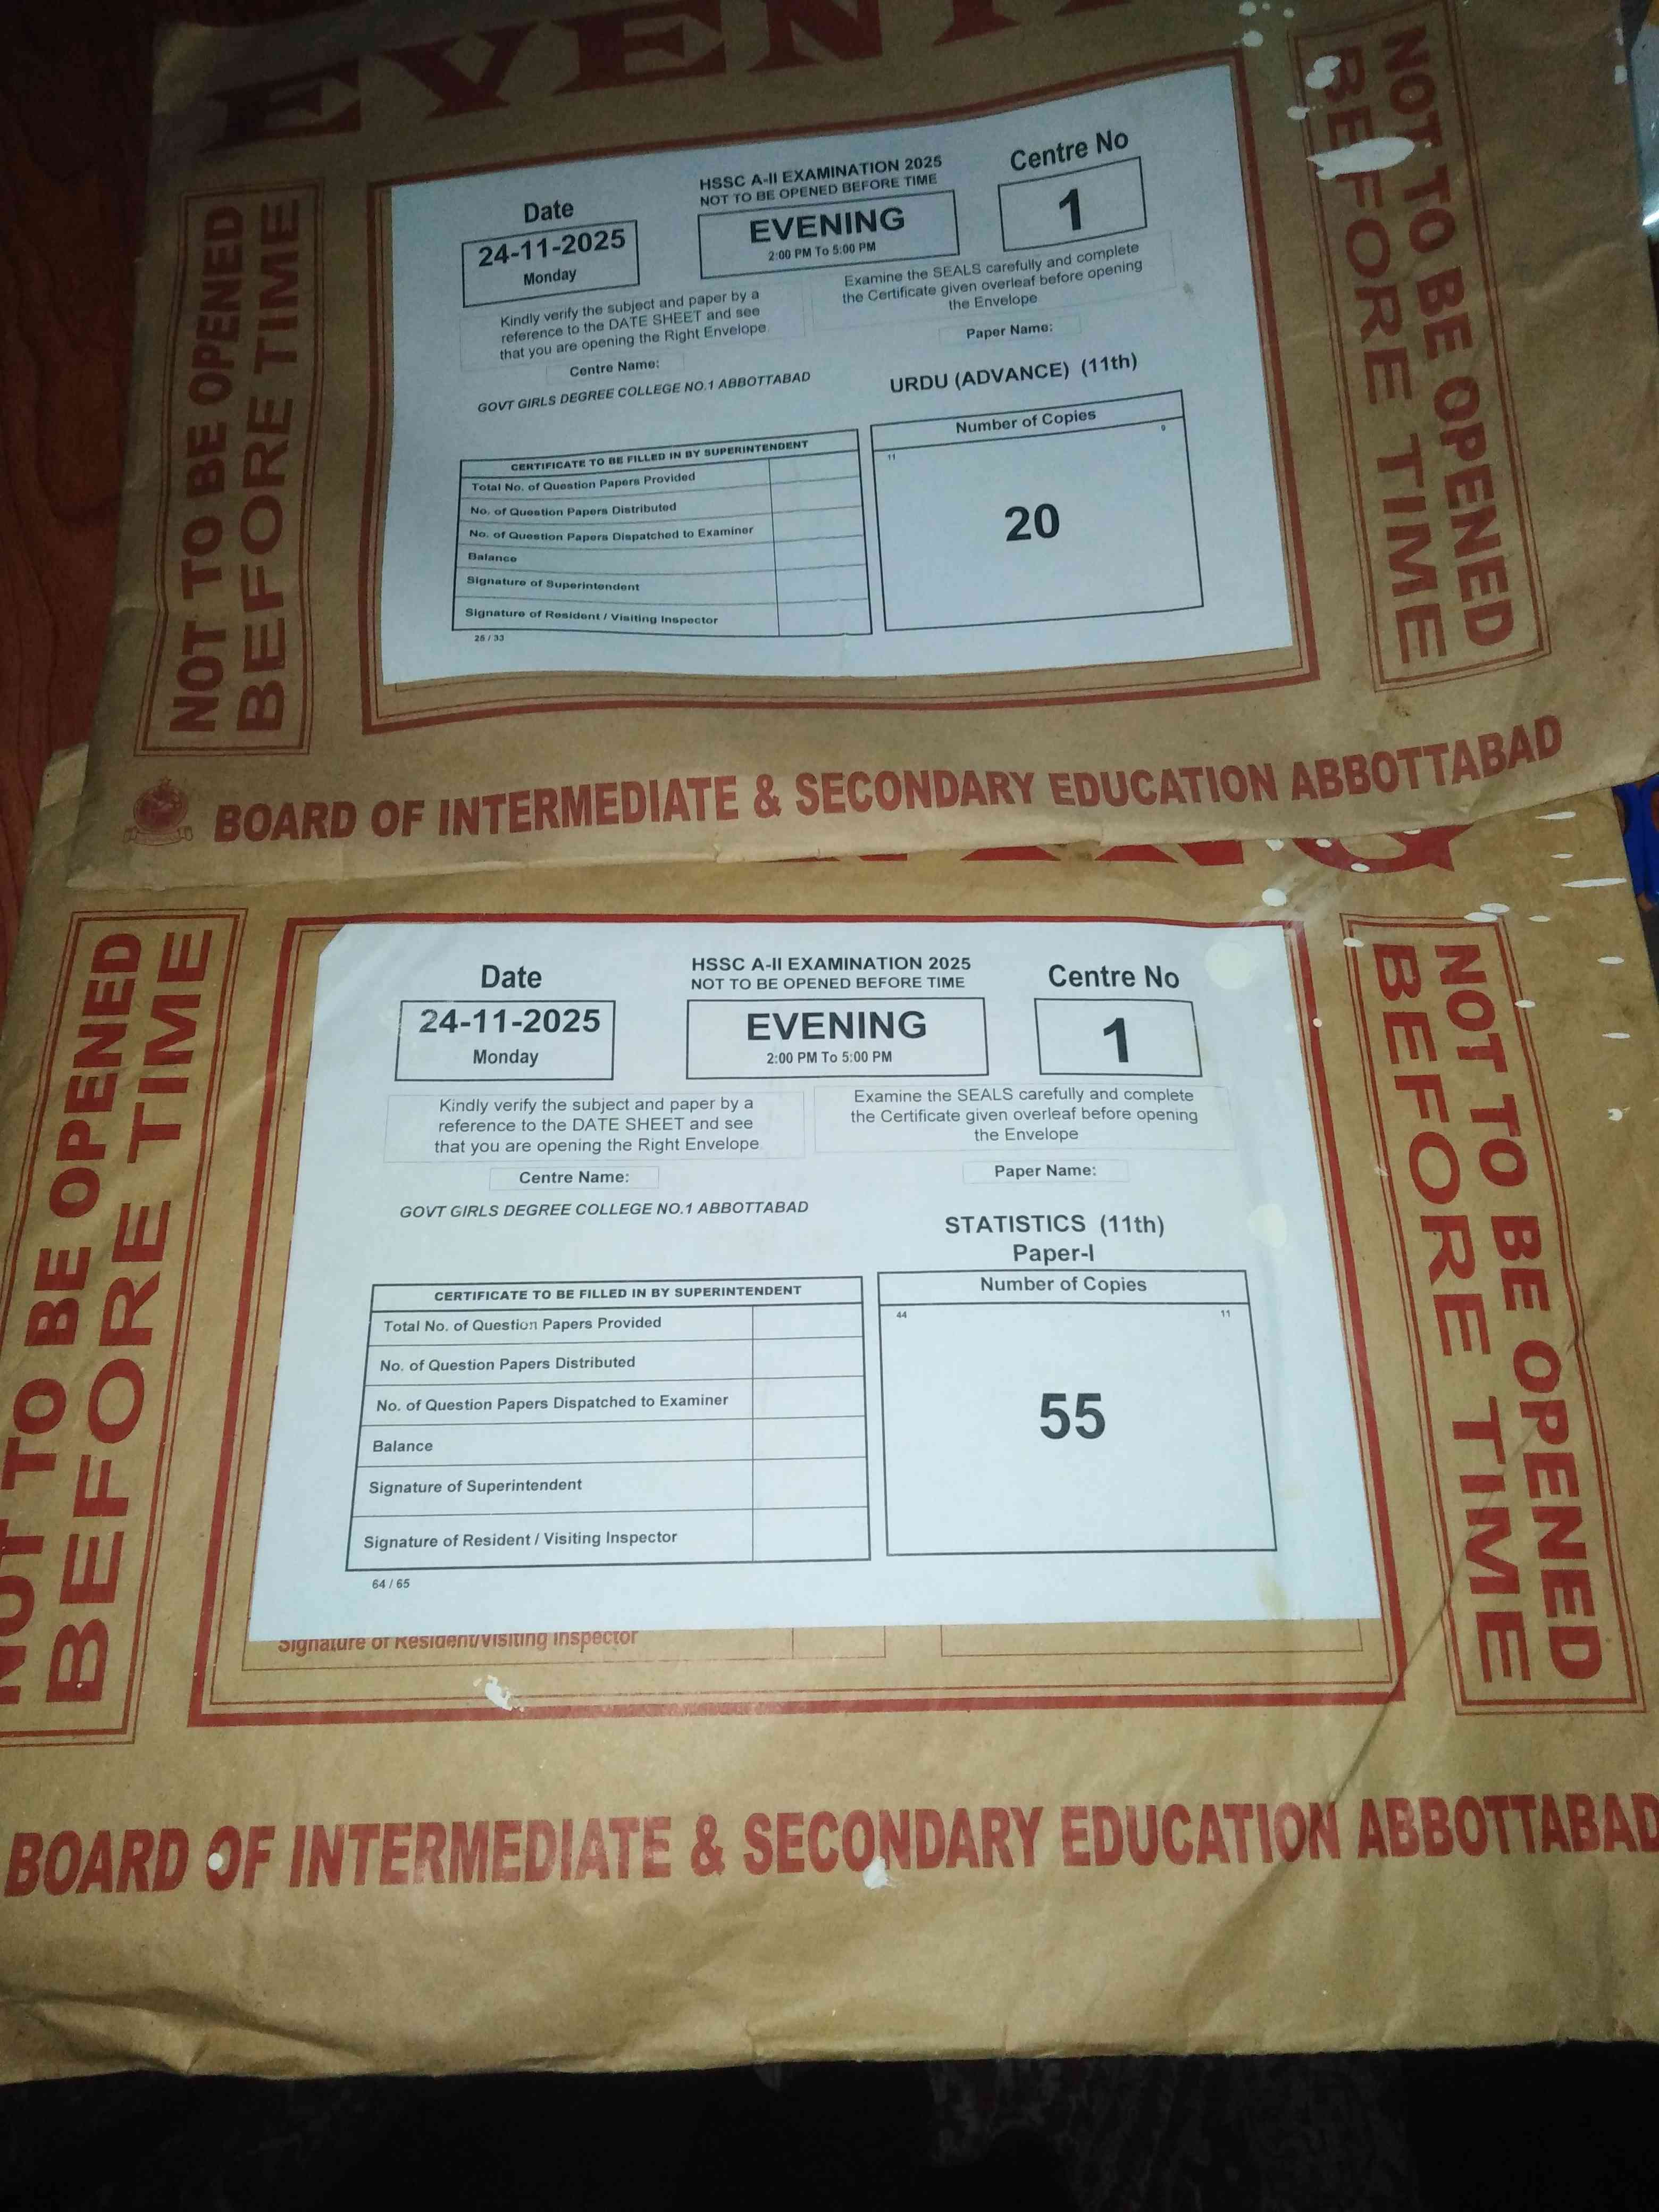 EVENI
NOT TO BE OPENED
BEFORE TIME
NOT TO BE OPENED
BEFORE TIME
Date
24-11-2025
Monday
HSSC A-II EXAMINATION 2025
NOT TO BE OPENED BEFORE TIME
EVENING
2:00 PM To 5:00 PM
Centre No
1
Kindly verify the subject and paper by a
reference to the DATE SHEET and see
that you are opening the Right Envelope
Examine the SEALS carefully and complete
the Certificate given overleaf before opening
the Envelope
Centre Name:
GOVT GIRLS DEGREE COLLEGE NO.1 ABBOTTABAD
Paper Name:
URDU (ADVANCE) (11th)
CERTIFICATE TO BE FILLED IN BY SUPERINTENDENT
Total No. of Question Papers Provided
No. of Question Papers Distributed
No. of Question Papers Dispatched to Examiner
Balance
Signature of Superintendent
Signature of Resident / Visiting Inspector
Number of Copies
11 9
20
25 / 33
BOARD OF INTERMEDIATE & SECONDARY EDUCATION ABBOTTABAD
NOT TO BE OPENED
BEFORE TIME
NOT TO BE OPENED
BEFORE TIME
Date
24-11-2025
Monday
HSSC A-II EXAMINATION 2025
NOT TO BE OPENED BEFORE TIME
EVENING
2:00 PM To 5:00 PM
Centre No
1
Kindly verify the subject and paper by a
reference to the DATE SHEET and see
that you are opening the Right Envelope
Examine the SEALS carefully and complete
the Certificate given overleaf before opening
the Envelope
Centre Name:
GOVT GIRLS DEGREE COLLEGE NO.1 ABBOTTABAD
Paper Name:
STATISTICS (11th)
Paper-I
CERTIFICATE TO BE FILLED IN BY SUPERINTENDENT
Total No. of Question Papers Provided
No. of Question Papers Distributed
No. of Question Papers Dispatched to Examiner
Balance
Signature of Superintendent
Signature of Resident / Visiting Inspector
Number of Copies
44 11
55
64 / 65
Signature of Resident/Visiting Inspector
BOARD OF INTERMEDIATE & SECONDARY EDUCATION ABBOTTABAD